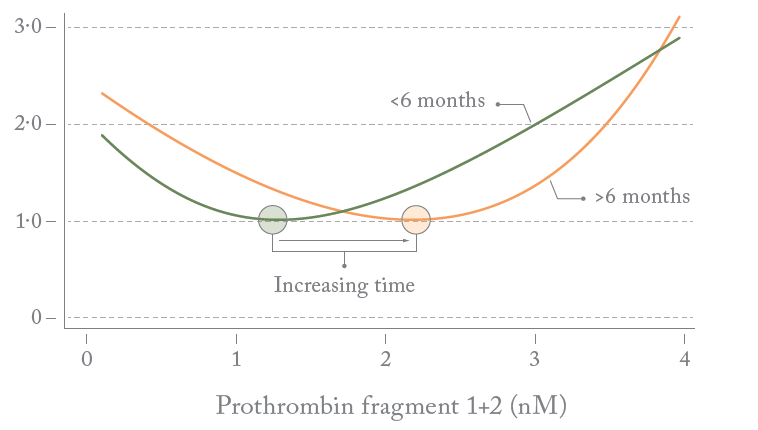 3·0
<6 months
2·0
>6 months
1·0
Increasing time
0
0 1 2 3 4
Prothrombin fragment 1+2 (nM)